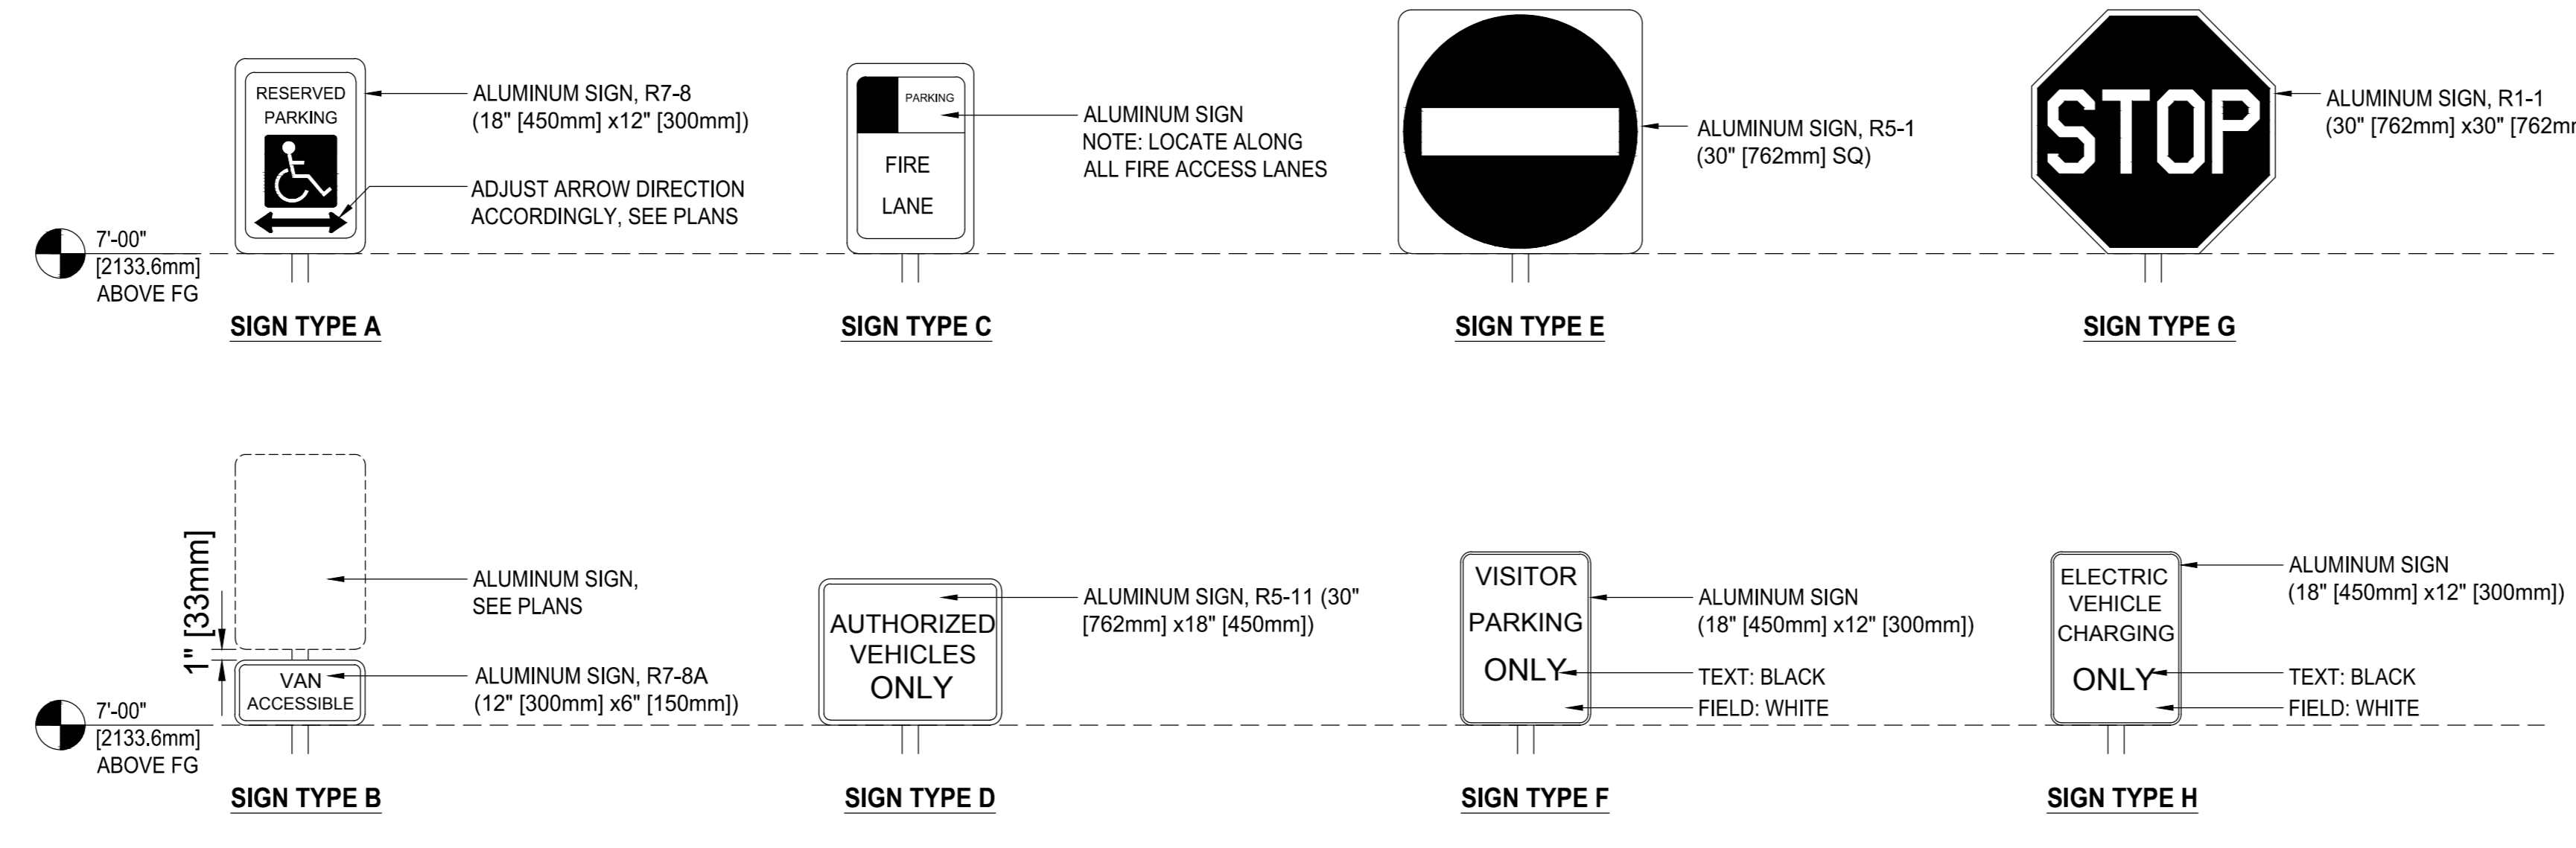 RESERVED
PARKING
ALUMINUM SIGN, R7-8
(18" [450mm] x12" [300mm])
ADJUST ARROW DIRECTION
ACCORDINGLY, SEE PLANS
7'-00"
[2133.6mm]
ABOVE FG
SIGN TYPE A
PARKING
FIRE
LANE
ALUMINUM SIGN
NOTE: LOCATE ALONG
ALL FIRE ACCESS LANES
SIGN TYPE C
ALUMINUM SIGN, R5-1
(30" [762mm] SQ)
SIGN TYPE E
STOP
ALUMINUM SIGN, R1-1
(30" [762mm] x30" [762m
SIGN TYPE G
1" [33mm]
ALUMINUM SIGN,
SEE PLANS
VAN
ACCESSIBLE
ALUMINUM SIGN, R7-8A
(12" [300mm] x6" [150mm])
7'-00"
[2133.6mm]
ABOVE FG
SIGN TYPE B
AUTHORIZED
VEHICLES
ONLY
ALUMINUM SIGN, R5-11 (30"
[762mm] x18" [450mm])
SIGN TYPE D
VISITOR
PARKING
ONLY
ALUMINUM SIGN
(18" [450mm] x12" [300mm])
TEXT: BLACK
FIELD: WHITE
SIGN TYPE F
ELECTRIC
VEHICLE
CHARGING
ONLY
ALUMINUM SIGN
(18" [450mm] x12" [300mm])
TEXT: BLACK
FIELD: WHITE
SIGN TYPE H